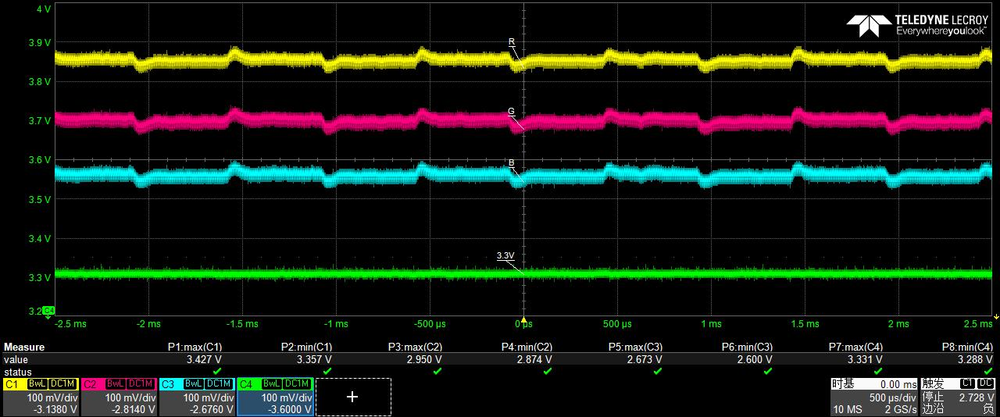 4 V
TELEDYNE LECROY
Everywhereyoulook™
3.9 V
R
3.8 V
3.7 V
G
3.6 V
B
3.5 V
3.4 V
3.3V
3.3 V
3.2
C4
-2.5 ms -2 ms -1.5 ms -1 ms -500 µs 0 µs 500 µs 1 ms 1.5 ms 2 ms 2.5 ms
Measure P1:max(C1) P2:min(C1) P3:max(C2) P4:min(C2) P5:max(C3) P6:min(C3) P7:max(C4) P8:min(C4)
value 3.427 V 3.357 V 2.950 V 2.874 V 2.673 V 2.600 V 3.331 V 3.288 V
status
C1 BwL DC1M C2 BwL DC1M C3 BwL DC1M C4 BwL DC1M 时基 0.00 ms 触发 C1 DC
100 mV/div 100 mV/div 100 mV/div 100 mV/div 500 µs/div 停止 2.728 V
-3.1380 V -2.8140 V -2.6760 V -3.6000 V 10 MS 2 GS/s 边沿 负